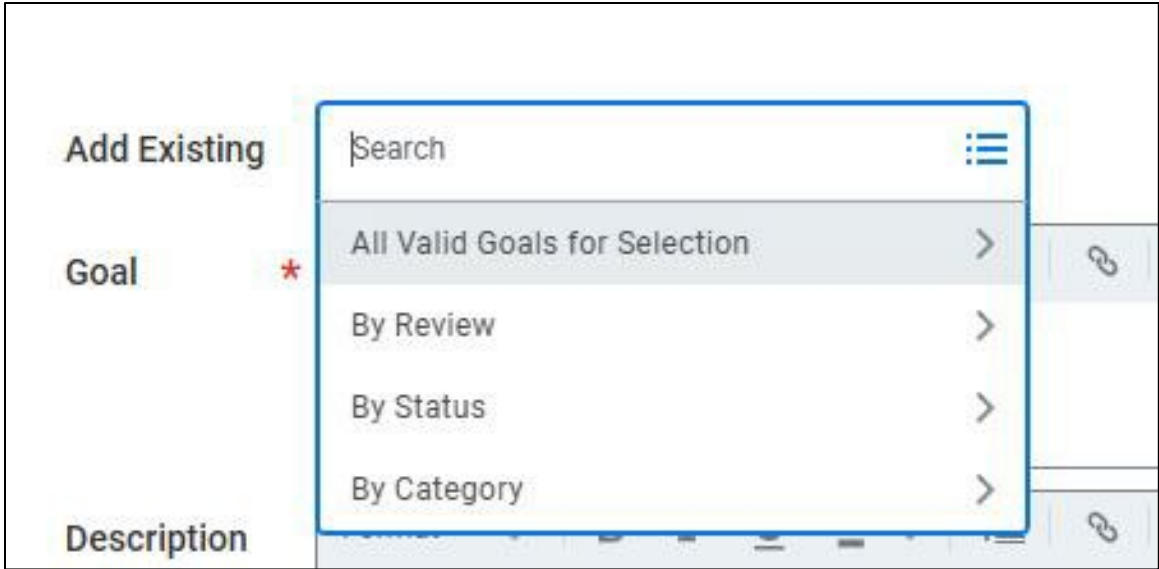 Add Existing
Search
All Valid Goals for Selection
Goal *
By Review
By Status
By Category
Description